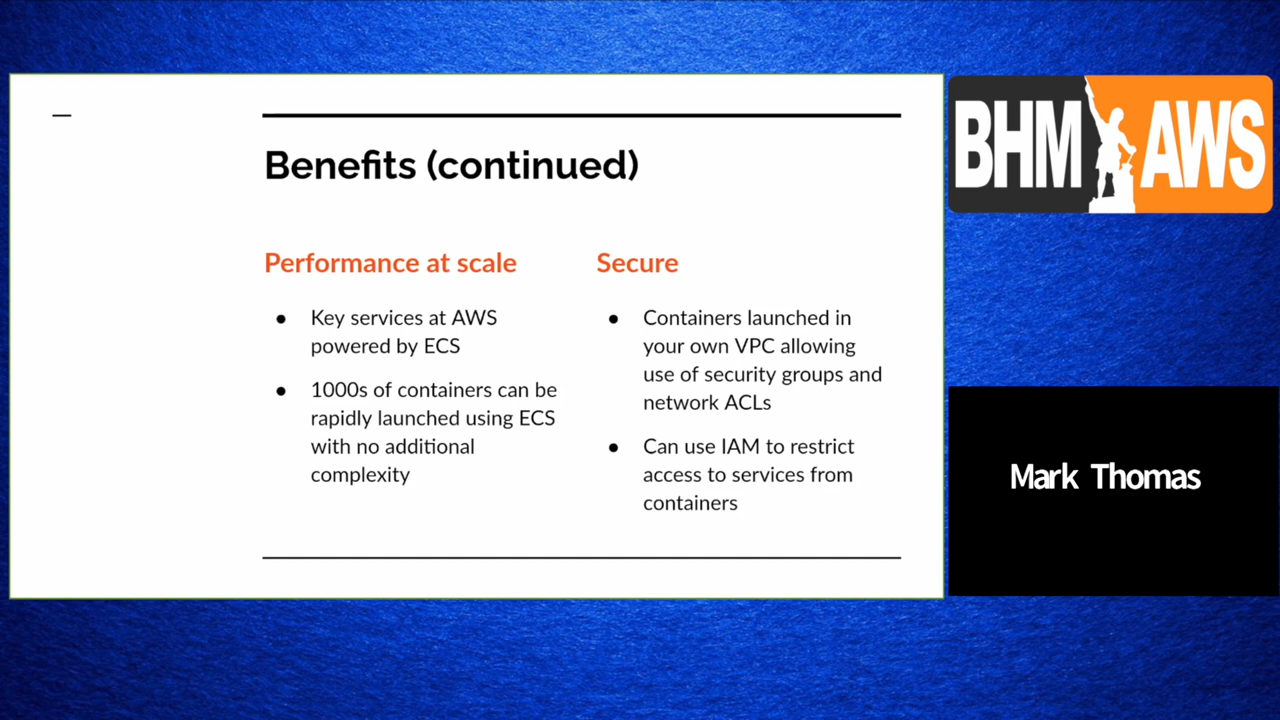 Benefits (continued)
Performance at scale
● Key services at AWS
powered by ECS
● 1000s of containers can be
rapidly launched using ECS
with no additional
complexity
Secure
● Containers launched in
your own VPC allowing
use of security groups and
network ACLs
● Can use IAM to restrict
access to services from
containers
BHM AWS
Mark Thomas